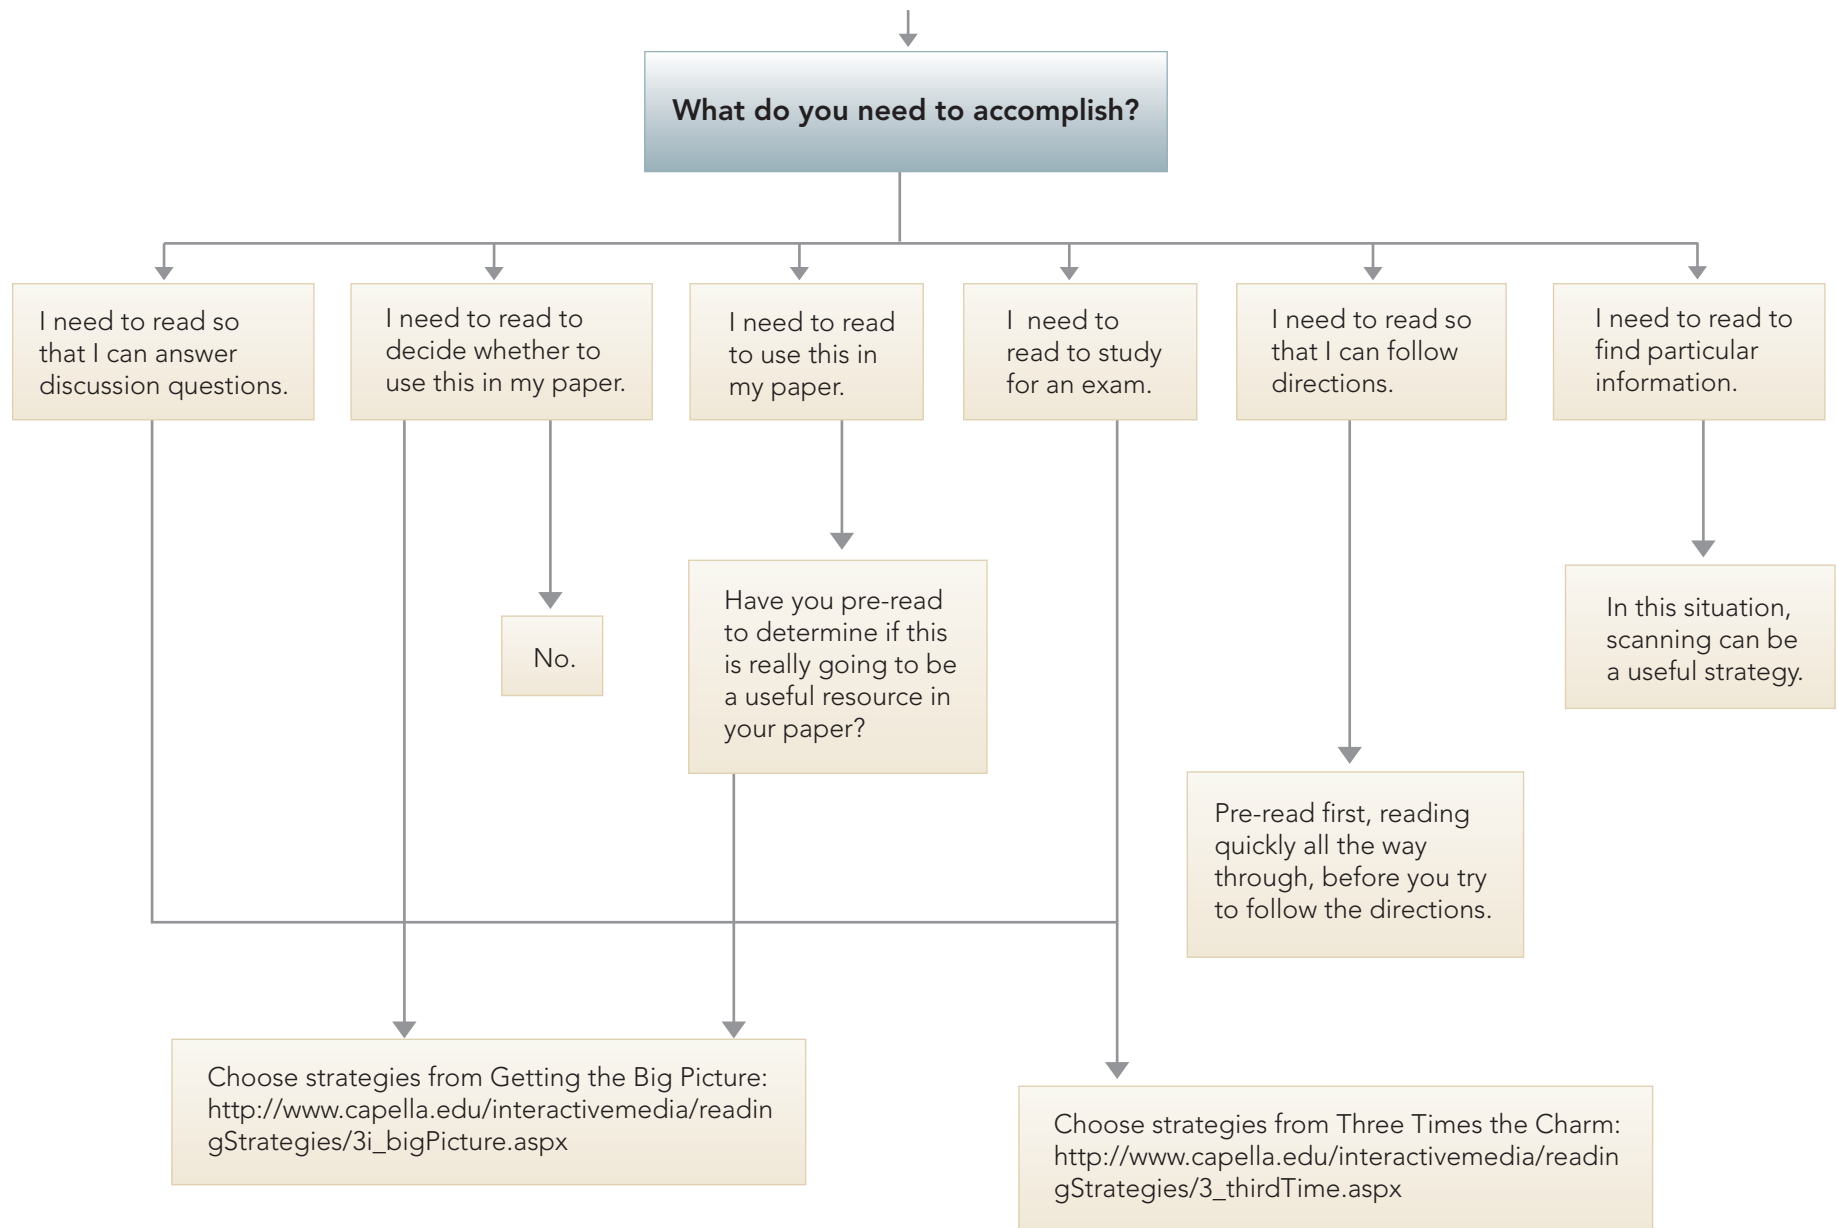 What do you need to accomplish?
I need to read so
that I can answer
discussion questions.
I need to read to
decide whether to
use this in my paper.
I need to read
to use this in
my paper.
I need to
read to study
for an exam.
I need to read so
that I can follow
directions.
I need to read to
find particular
information.
No.
Have you pre-read
to determine if this
is really going to be
a useful resource in
your paper?
In this situation,
scanning can be
a useful strategy.
Pre-read first, reading
quickly all the way
through, before you try
to follow the directions.
Choose strategies from Getting the Big Picture:
http://www.capella.edu/interactivemedia/readin
gStrategies/3i_bigPicture.aspx
Choose strategies from Three Times the Charm:
http://www.capella.edu/interactivemedia/readin
gStrategies/3_thirdTime.aspx